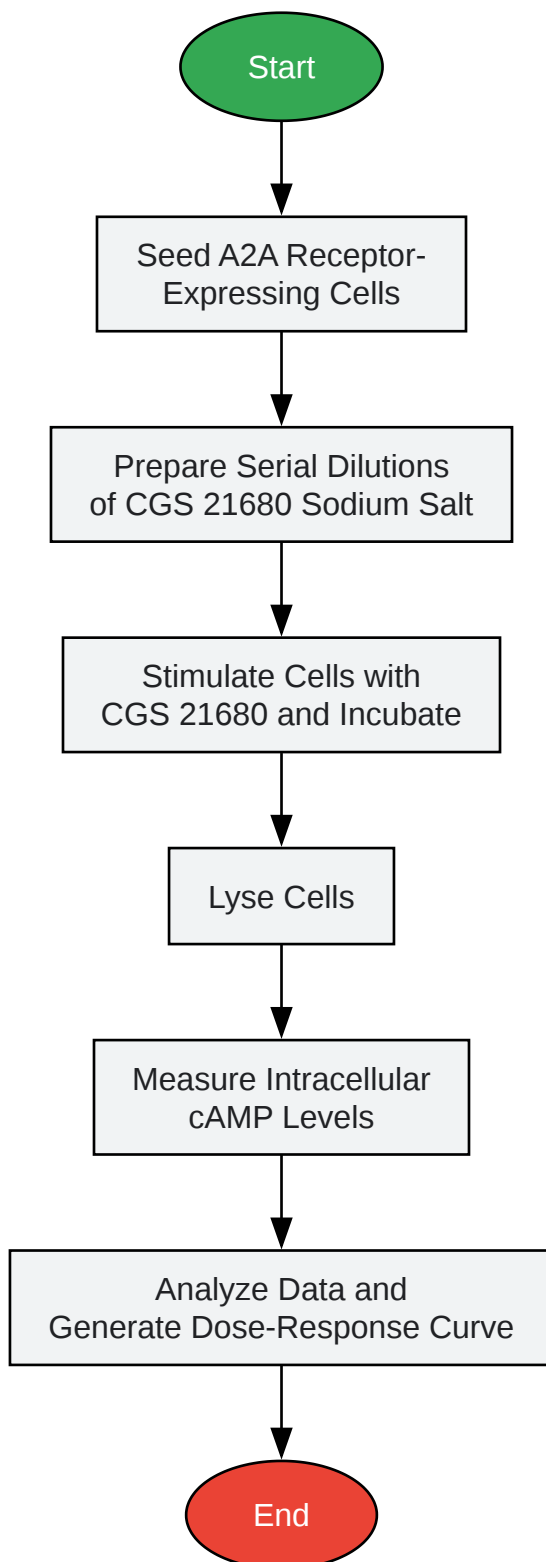 Start
Seed A2A Receptor-
Expressing Cells
Prepare Serial Dilutions
of CGS 21680 Sodium Salt
Stimulate Cells with
CGS 21680 and Incubate
Lyse Cells
Measure Intracellular
cAMP Levels
Analyze Data and
Generate Dose-Response Curve
End